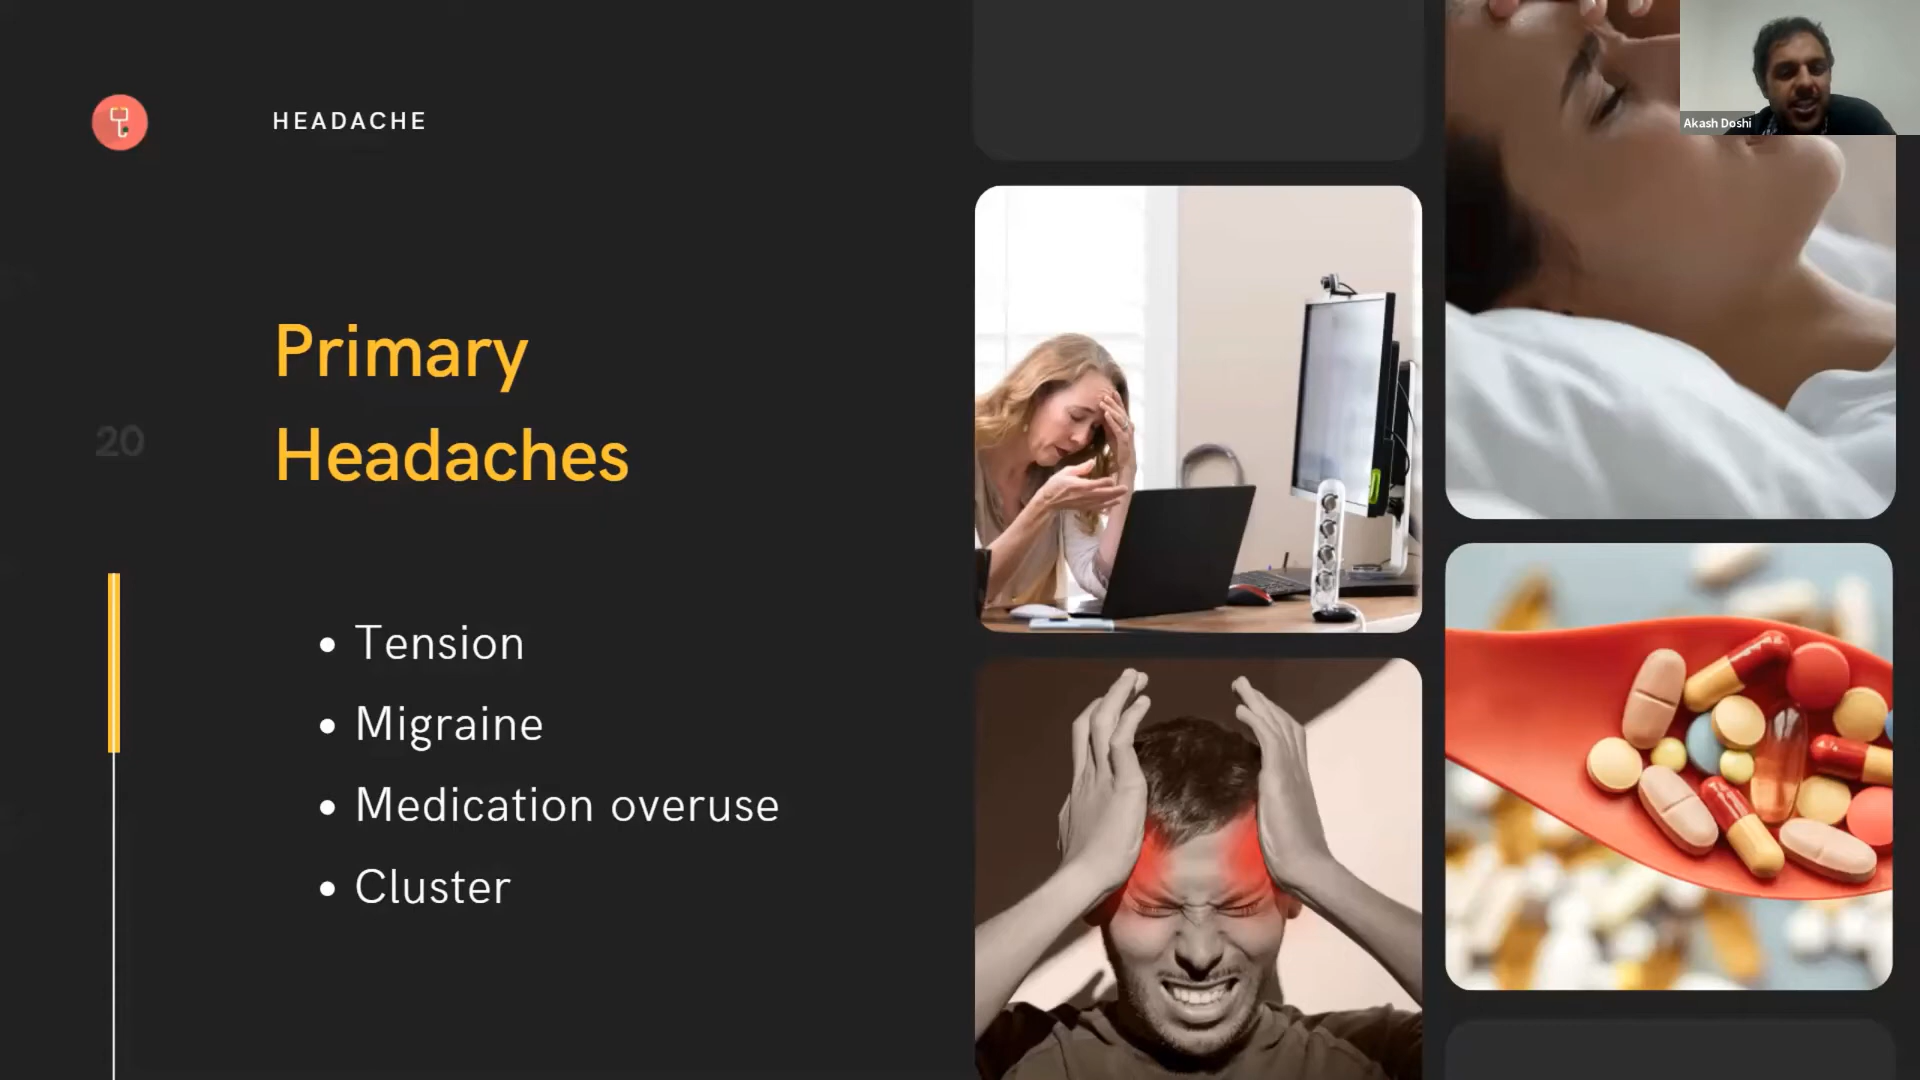 HEADACHE
Akash Doshi
Primary
Headaches
20
Tension
Migraine
Medication overuse
Cluster